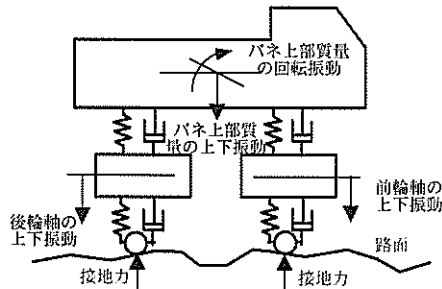 バネ上部質量
の回転振動
バネ上部質
量の上下振動
後輪軸の
上下振動
前輪軸の
上下振動
路面
接地力
接地力